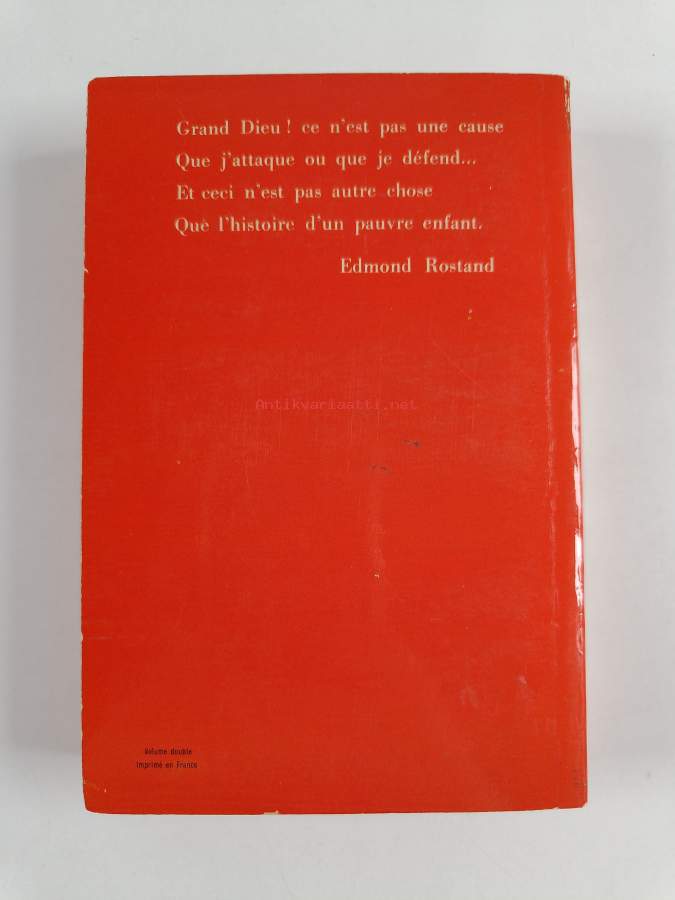 Grand Dieu ! ce n'est pas une cause
Que j'attaque ou que je défend...
Et ceci n'est pas autre chose
Que l'histoire d'un pauvre enfant.
Edmond Rostand
Antikvariaatti.net
Volume double
Imprimé en France